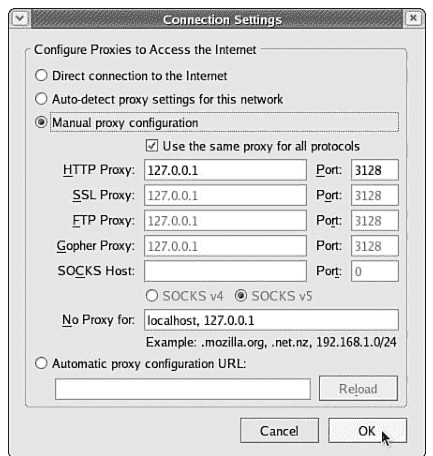 Connection Settings
Configure Proxies to Access the Internet
Direct connection to the Internet
Auto-detect proxy settings for this network
Manual proxy configuration
Use the same proxy for all protocols
HTTP Proxy: 127.0.0.1 Port: 3128
SSL Proxy: 127.0.0.1 Port: 3128
FTP Proxy: 127.0.0.1 Port: 3128
Gopher Proxy: 127.0.0.1 Port: 3128
SOCKS Host: Port: 0
SOCKS v4 SOCKS v5
No Proxy for: localhost, 127.0.0.1
Example: .mozilla.org, .net.nz, 192.168.1.0/24
Automatic proxy configuration URL:
Reload
Cancel OK